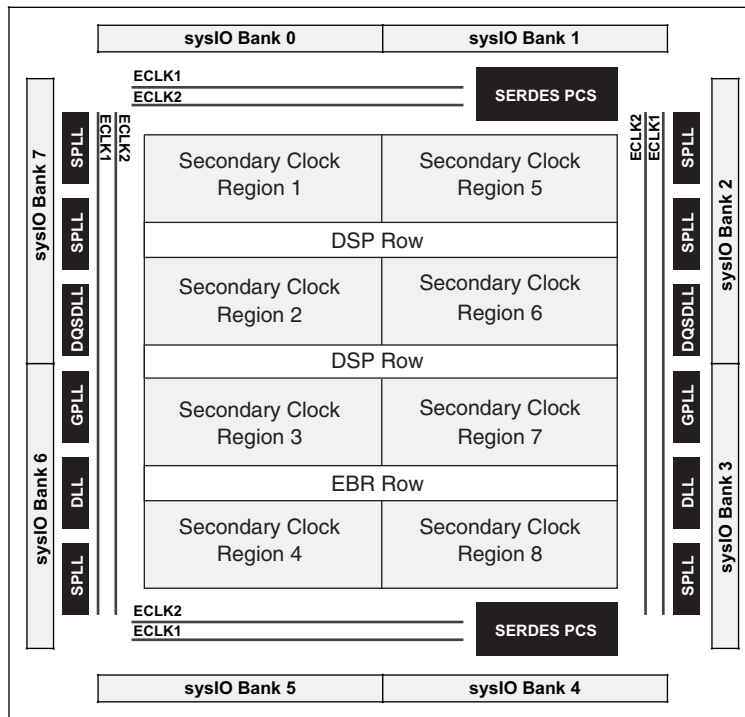 sysIO Bank 0
sysIO Bank 1
ECLK1
ECLK2
SERDES PCS
sysIO Bank 7
sysIO Bank 6
SPLL
SPLL
DQSDLL
GPLL
DLL
SPLL
ECLK1
ECLK2
Secondary Clock
Region 1
Secondary Clock
Region 5
DSP Row
Secondary Clock
Region 2
Secondary Clock
Region 6
DSP Row
Secondary Clock
Region 3
Secondary Clock
Region 7
EBR Row
Secondary Clock
Region 4
Secondary Clock
Region 8
ECLK2
ECLK1
SPLL
SPLL
DQSDLL
GPLL
DLL
SPLL
sysIO Bank 2
sysIO Bank 3
ECLK2
ECLK1
SERDES PCS
sysIO Bank 5
sysIO Bank 4